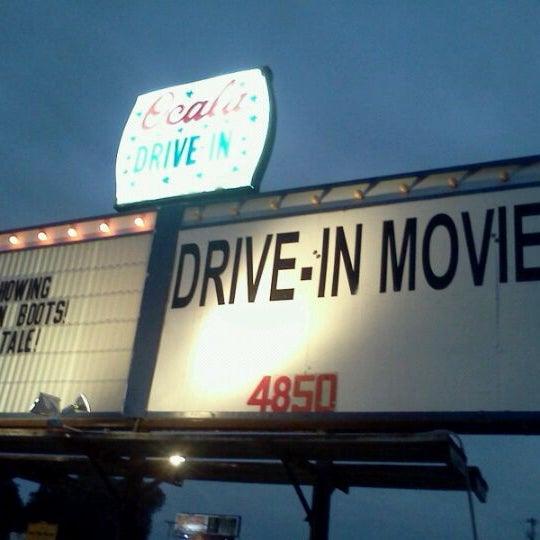 Ocala
DRIVE-IN
DRIVE-IN MOVIE
HOWING
N BOOTS!
TALE!
4850